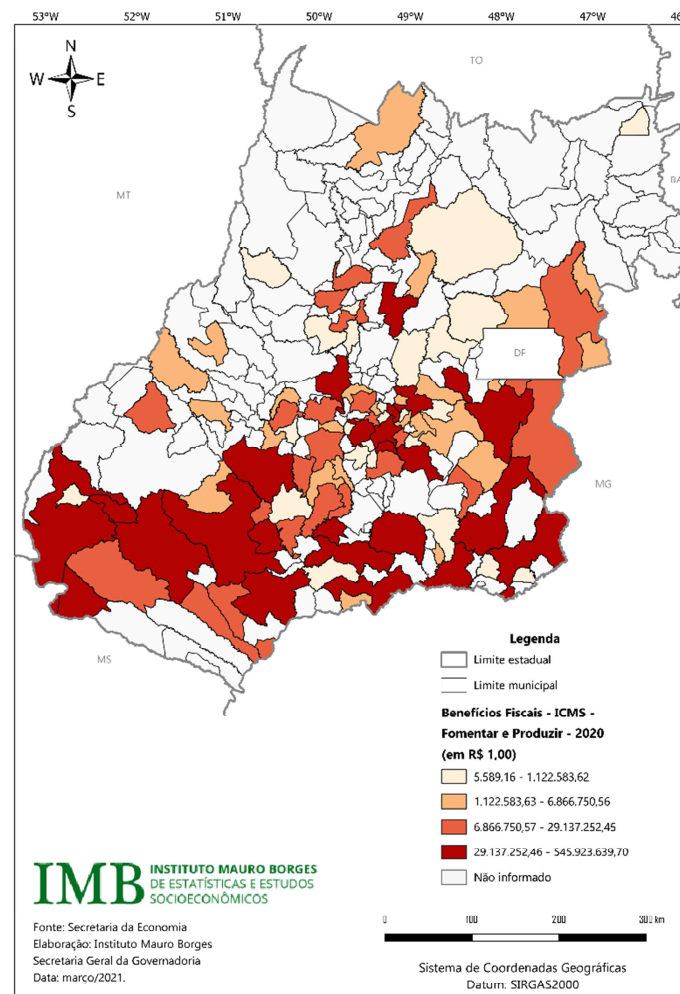 53°W 52°W 51°W 50°W 49°W 48°W 47°W 46
N
W E
S
TO
MT
BA
DF
MG
MS
Legenda
Limite estadual
Limite municipal
Benefícios Fiscais - ICMS -
Fomentar e Produzir - 2020
(em R$ 1,00)
5.589,16 - 1.122.583,62
1.122.583,63 - 6.866.750,56
6.866.750,57 - 29.137.252,45
29.137.252,46 - 545.923.639,70
Não informado
IMB INSTITUTO MAURO BORGES
DE ESTATÍSTICAS E ESTUDOS
SOCIOECONÔMICOS
Fonte: Secretaria da Economia
Elaboração: Instituto Mauro Borges
Secretaria Geral da Governadoria
Data: março/2021.
0 100 200 300 km
Sistema de Coordenadas Geográficas
Datum: SIRGAS2000